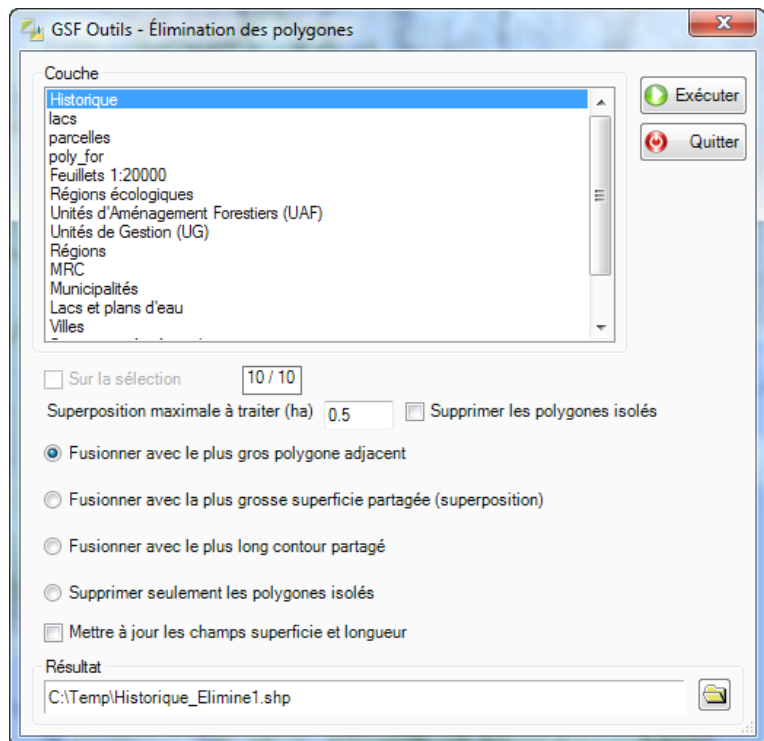 GSF Outils - Élimination des polygones
Couche
Historique
lacs
parcelles
poly_for
Feuillets 1:20000
Régions écologiques
Unités d'Aménagement Forestiers (UAF)
Unités de Gestion (UG)
Régions
MRC
Municipalités
Lacs et plans d'eau
Villes
Exécuter
Quitter
Sur la sélection 10 / 10
Superposition maximale à traiter (ha) 0.5 Supprimer les polygones isolés
Fusionner avec le plus gros polygone adjacent
Fusionner avec la plus grosse superficie partagée (superposition)
Fusionner avec le plus long contour partagé
Supprimer seulement les polygones isolés
Mettre à jour les champs superficie et longueur
Résultat
C:\Temp\Historique_Elimine1.shp